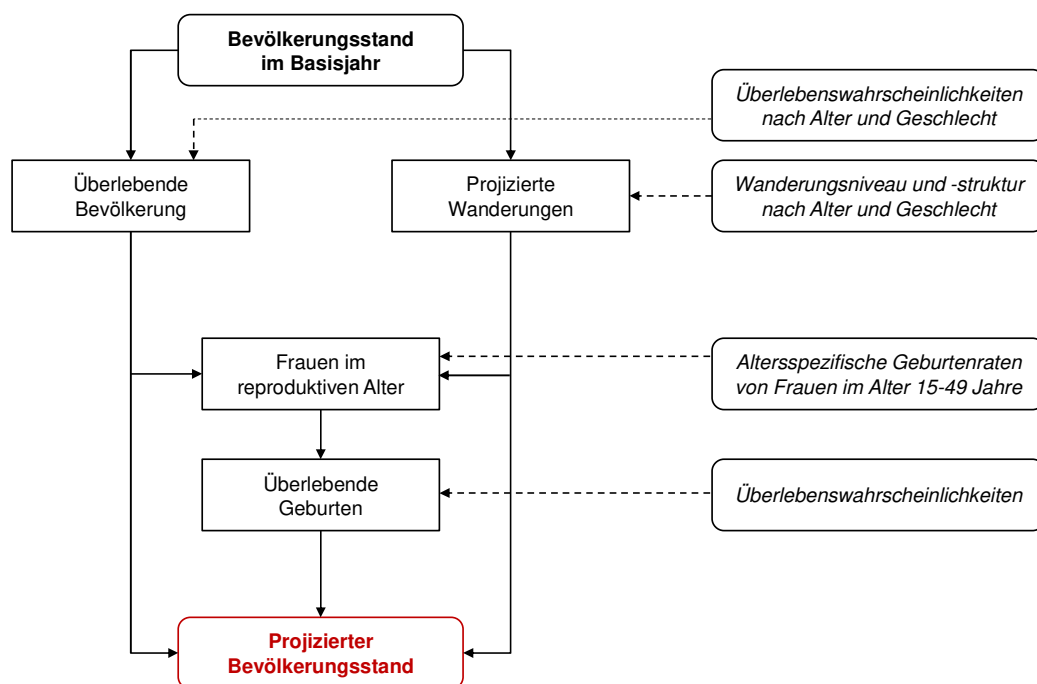 Bevölkerungsstand
im Basisjahr
Überlebenswahrscheinlichkeiten
nach Alter und Geschlecht
Überlebende
Bevölkerung
Projizierte
Wanderungen
Wanderungsniveau und -struktur
nach Alter und Geschlecht
Frauen im
reproduktiven Alter
Altersspezifische Geburtenraten
von Frauen im Alter 15-49 Jahre
Überlebende
Geburten
Überlebenswahrscheinlichkeiten
Projizierter
Bevölkerungsstand